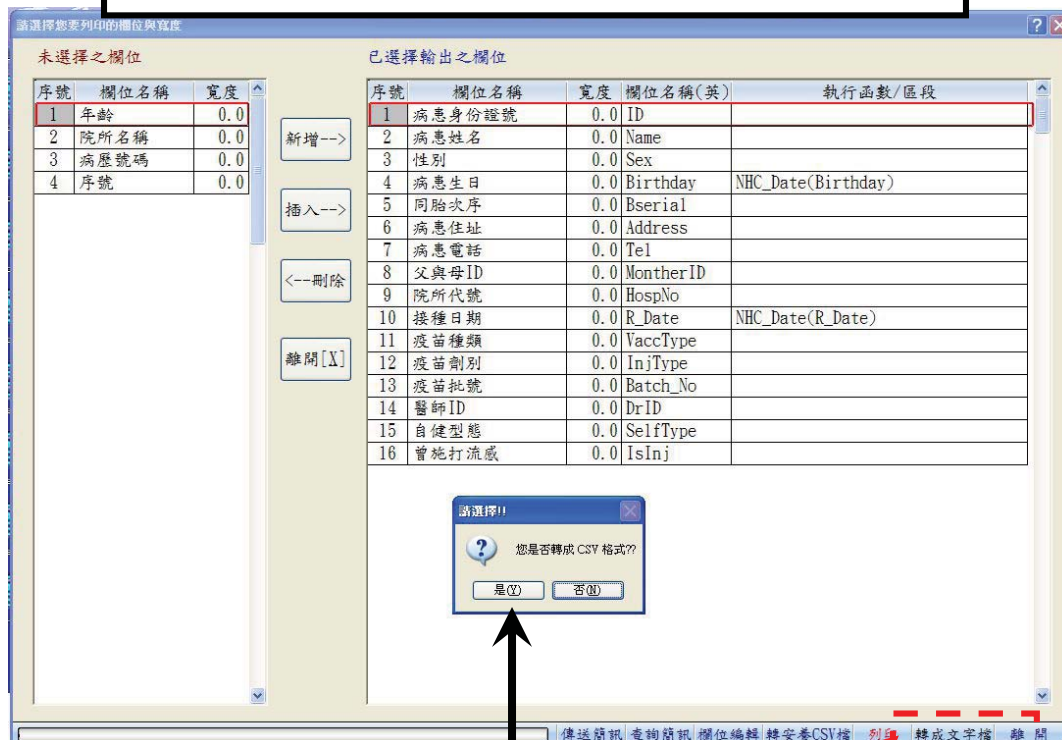 請選擇您要列印的欄位與寬度
未選擇之欄位
已選擇輸出之欄位
序號 欄位名稱 寬度
1 年齡 0.0
2 院所名稱 0.0
3 病歷號碼 0.0
4 序號 0.0
新增-->
插入-->
<--刪除
離開[X]
序號 欄位名稱 寬度 欄位名稱(英) 執行函數/區段
1 病患身份證號 0.0 ID
2 病患姓名 0.0 Name
3 性別 0.0 Sex
4 病患生日 0.0 Birthday NHC_Date(Birthday)
5 同胎次序 0.0 Bserial
6 病患住址 0.0 Address
7 病患電話 0.0 Tel
8 父與母ID 0.0 MontherID
9 院所代號 0.0 HospNo
10 接種日期 0.0 R_Date NHC_Date(R_Date)
11 疫苗種類 0.0 VaccType
12 疫苗劑別 0.0 InjType
13 疫苗批號 0.0 Batch_No
14 醫師ID 0.0 DrID
15 自健型態 0.0 SelfType
16 曾施打流感 0.0 IsInj
請選擇!!
您是否轉成 CSV 格式??
是(Y) 否(N)
傳送簡訊 查詢簡訊 欄位編輯 轉安養CSV檔 列印 轉成文字檔 離 開